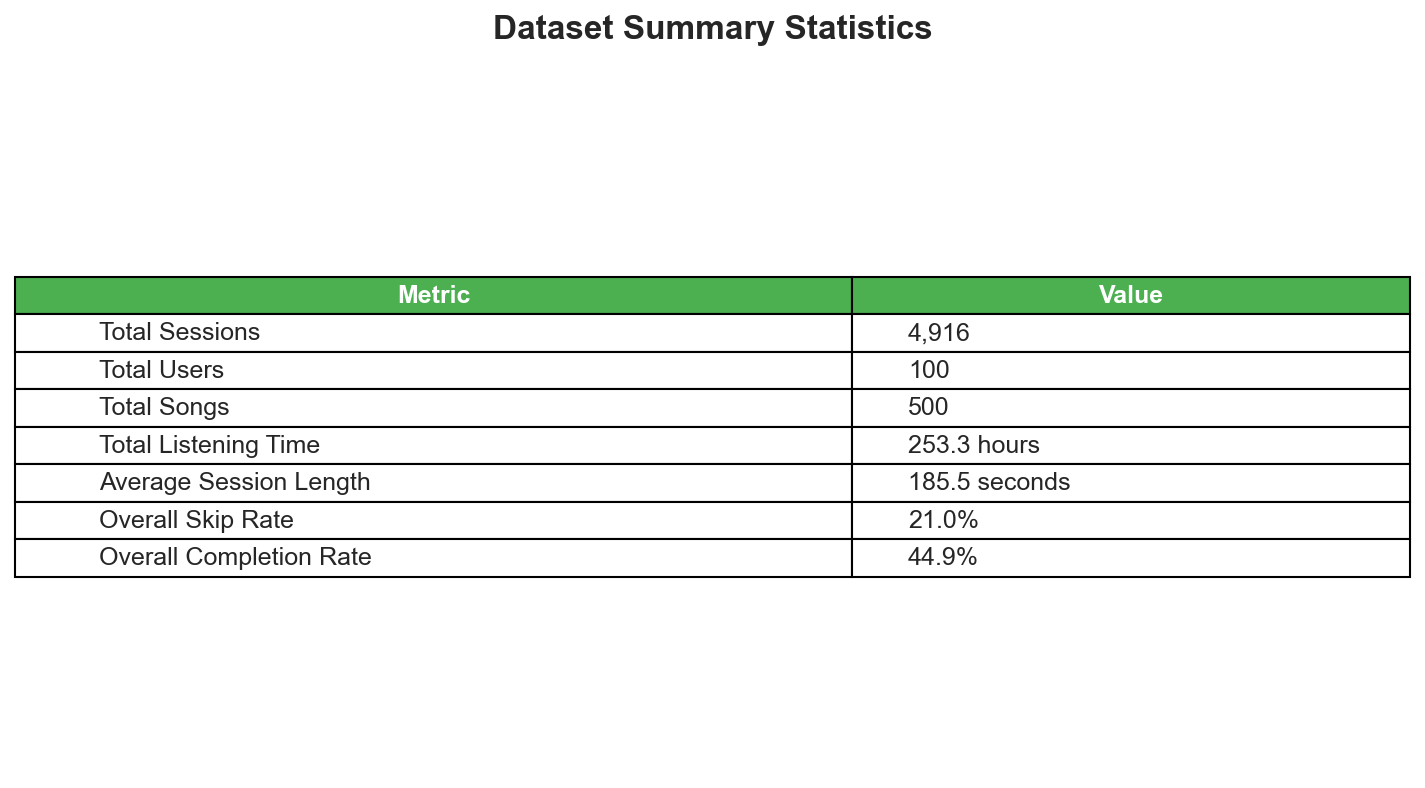 Dataset Summary Statistics
Metric Value
Total Sessions 4,916
Total Users 100
Total Songs 500
Total Listening Time 253.3 hours
Average Session Length 185.5 seconds
Overall Skip Rate 21.0%
Overall Completion Rate 44.9%